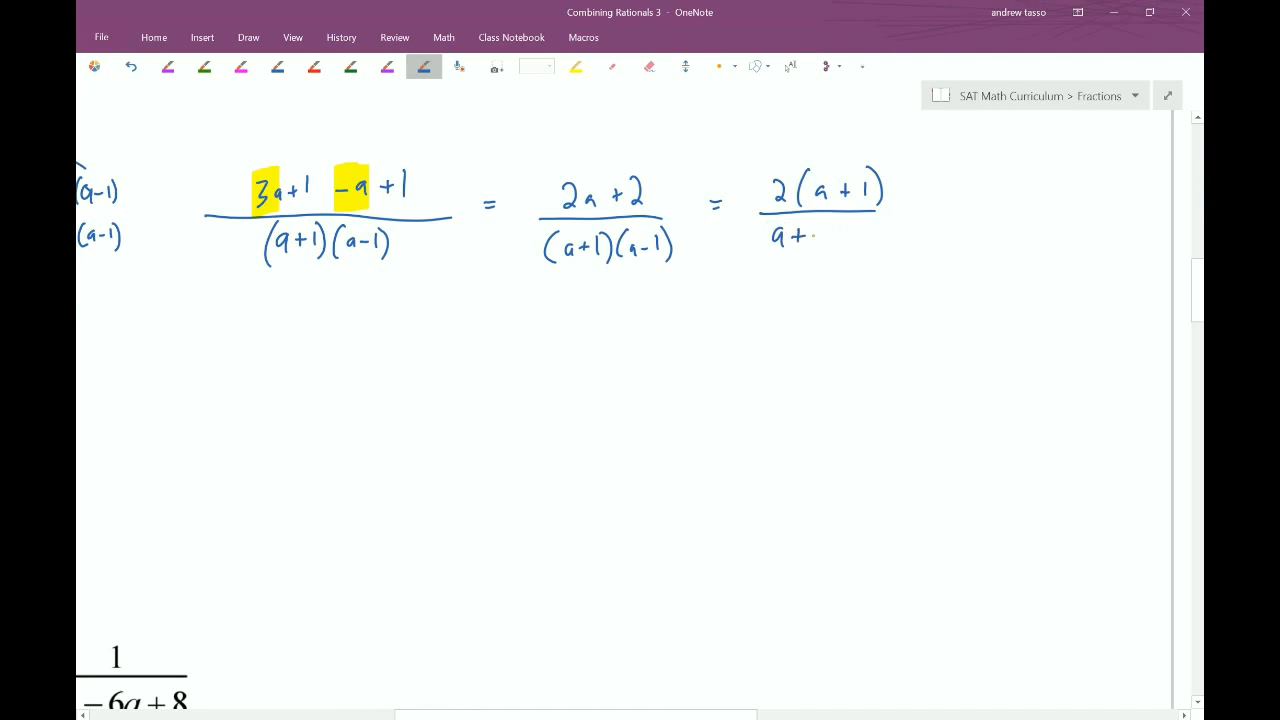 Combining Rationals 3 - OneNote
andrew tasso
File Home Insert Draw View History Review Math Class Notebook Macros
SAT Math Curriculum > Fractions
(a-1) 3a+1 -a +1 = 2a +2 = 2( a + 1)
(a-1) (a+1)(a-1) (a+1)(a-1) a+
1
- 6a + 8